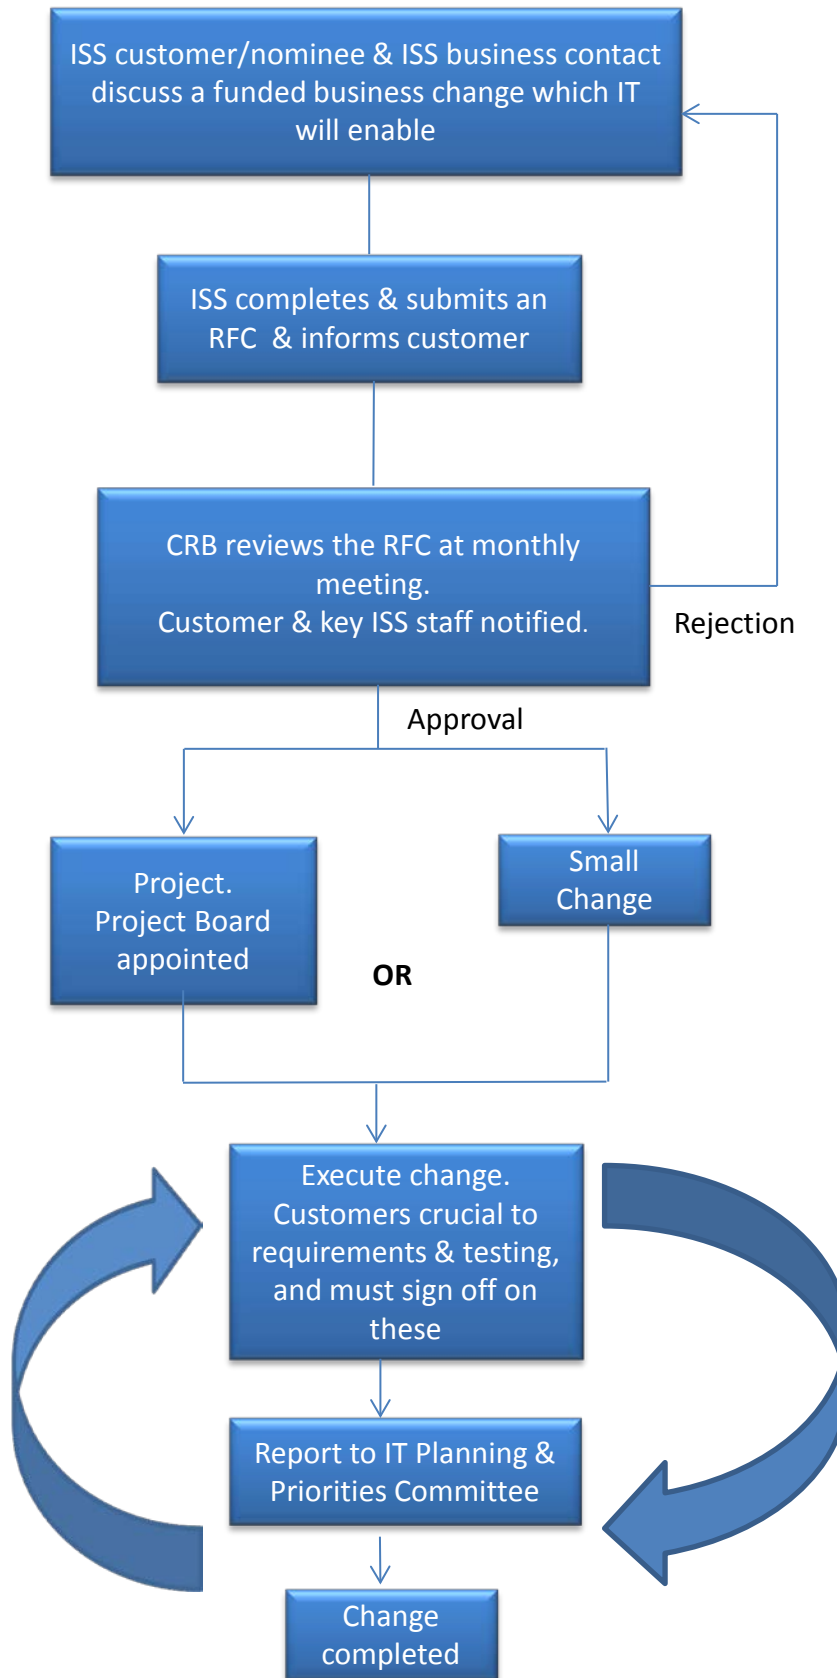 ISS customer/nominee & ISS business contact
discuss a funded business change which IT
will enable
ISS completes & submits an
RFC & informs customer
CRB reviews the RFC at monthly
meeting.
Customer & key ISS staff notified.
Rejection
Approval
Project.
Project Board
appointed
Small
Change
OR
Execute change.
Customers crucial to
requirements & testing,
and must sign off on
these
Report to IT Planning &
Priorities Committee
Change
completed